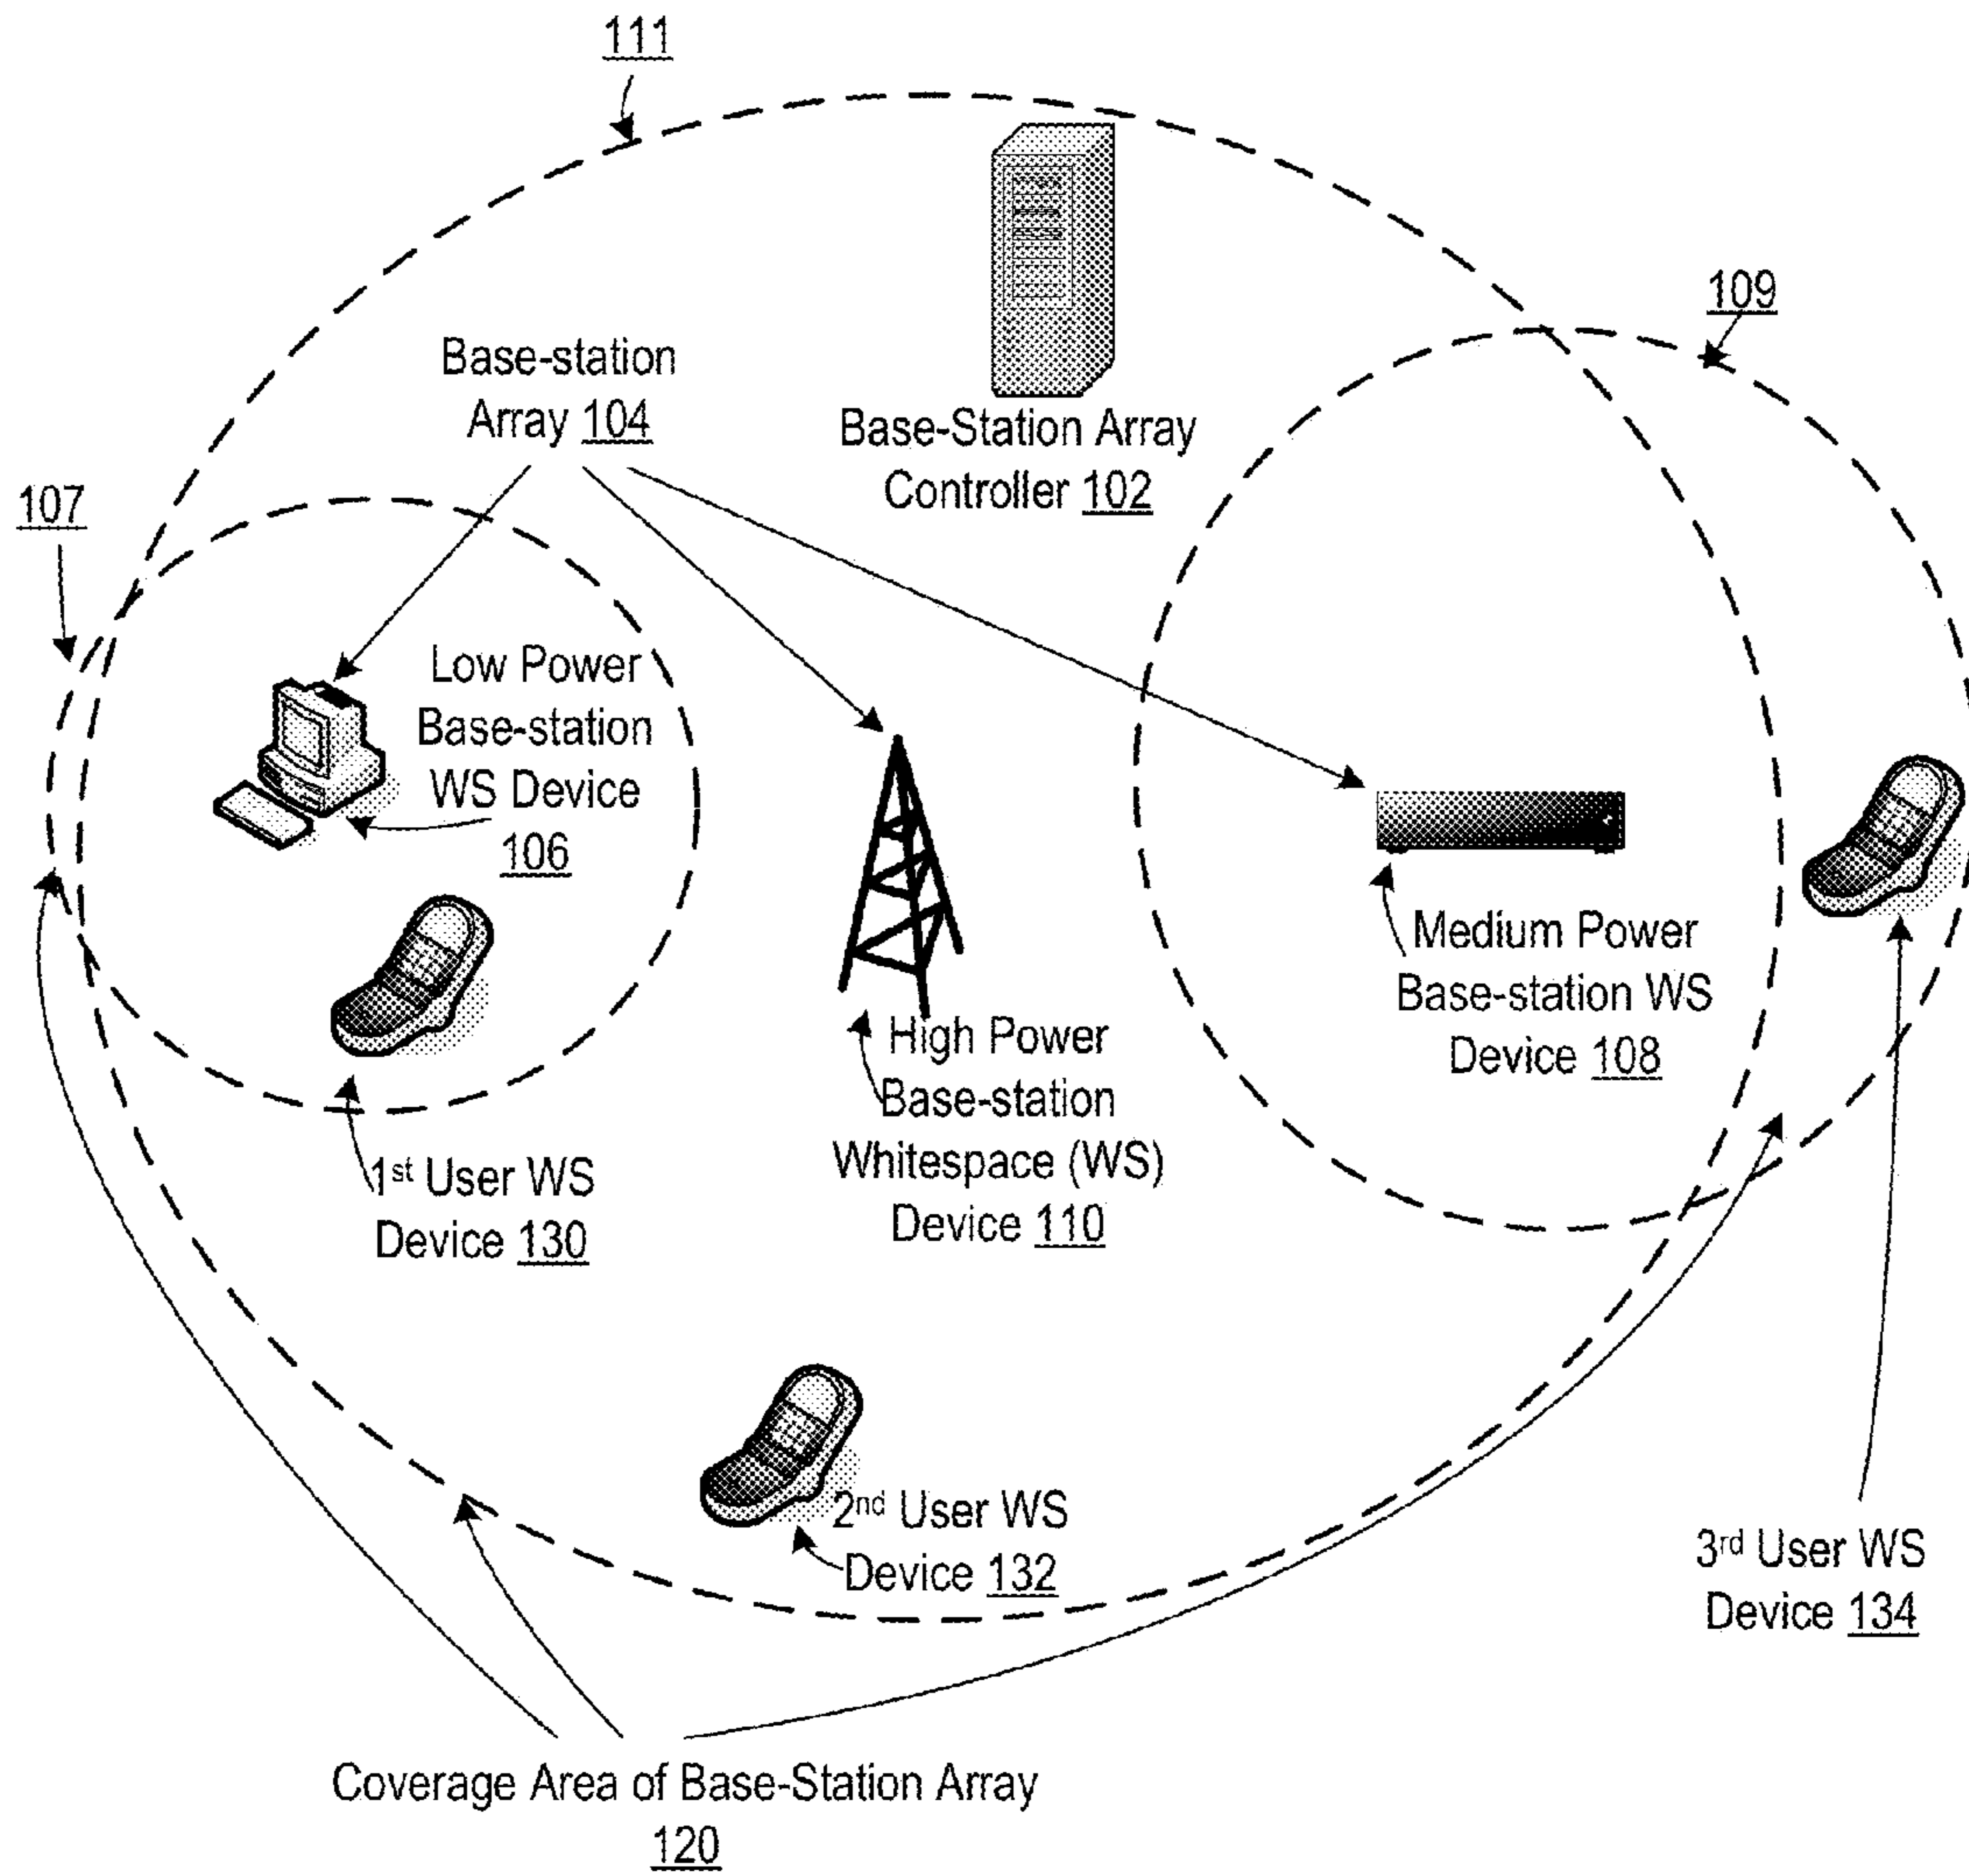 111
109
Base-station
Array 104
Base-Station Array
Controller 102
107
Low Power
Base-station
WS Device
106
Medium Power
Base-station WS
Device 108
High Power
Base-station
Whitespace (WS)
Device 110
1st User WS
Device 130
2nd User WS
Device 132
3rd User WS
Device 134
Coverage Area of Base-Station Array
120